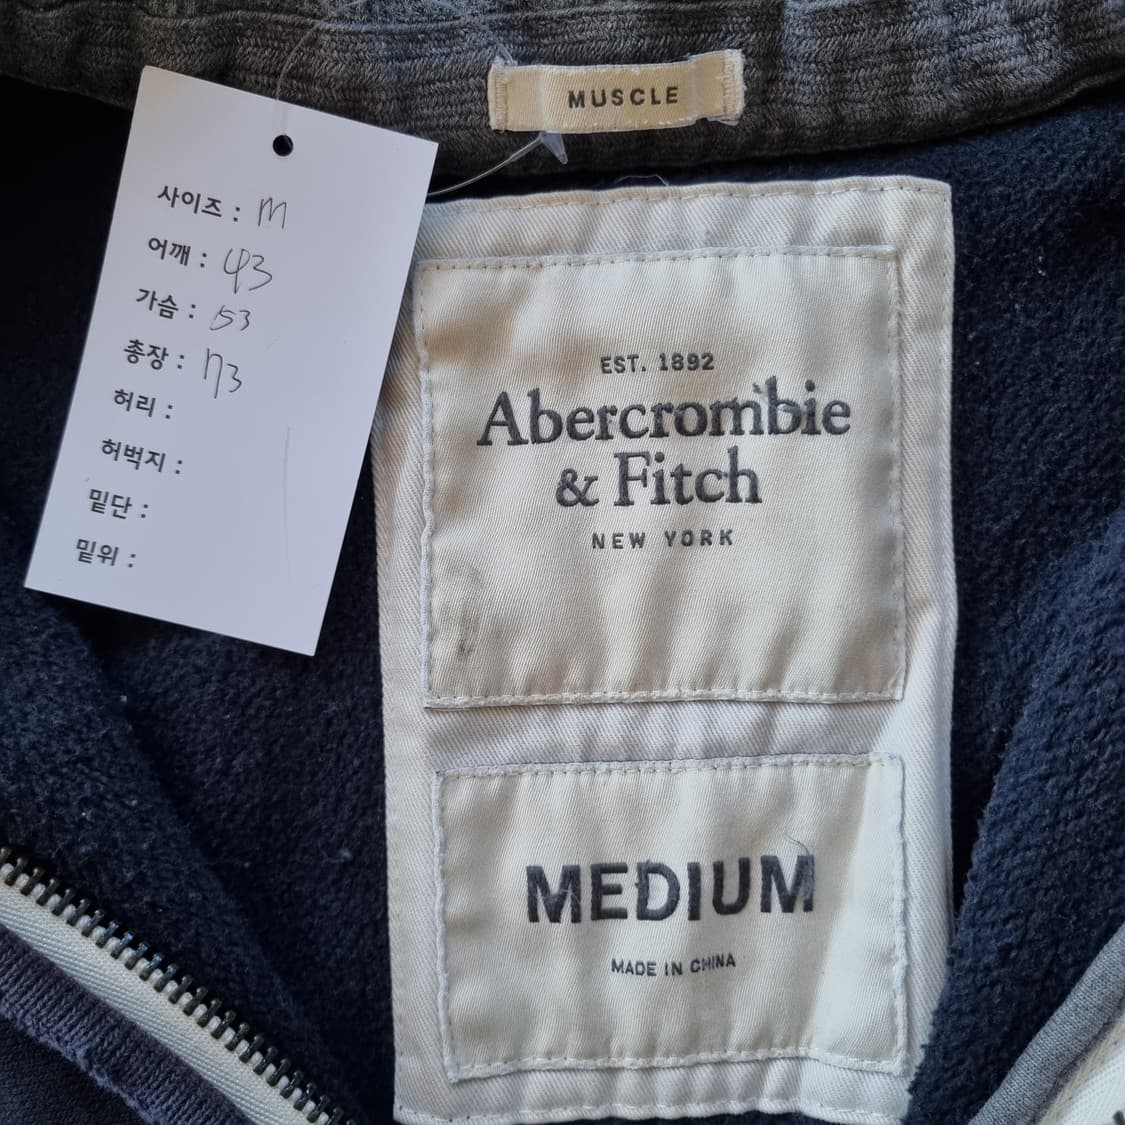 MUSCLE
사이즈 : m
어깨 : 43
가슴 : 53
총장 : 73
허리 :
허벅지 :
밑단 :
밑위 :
EST. 1892
Abercrombie
& Fitch
NEW YORK
MEDIUM
MADE IN CHINA